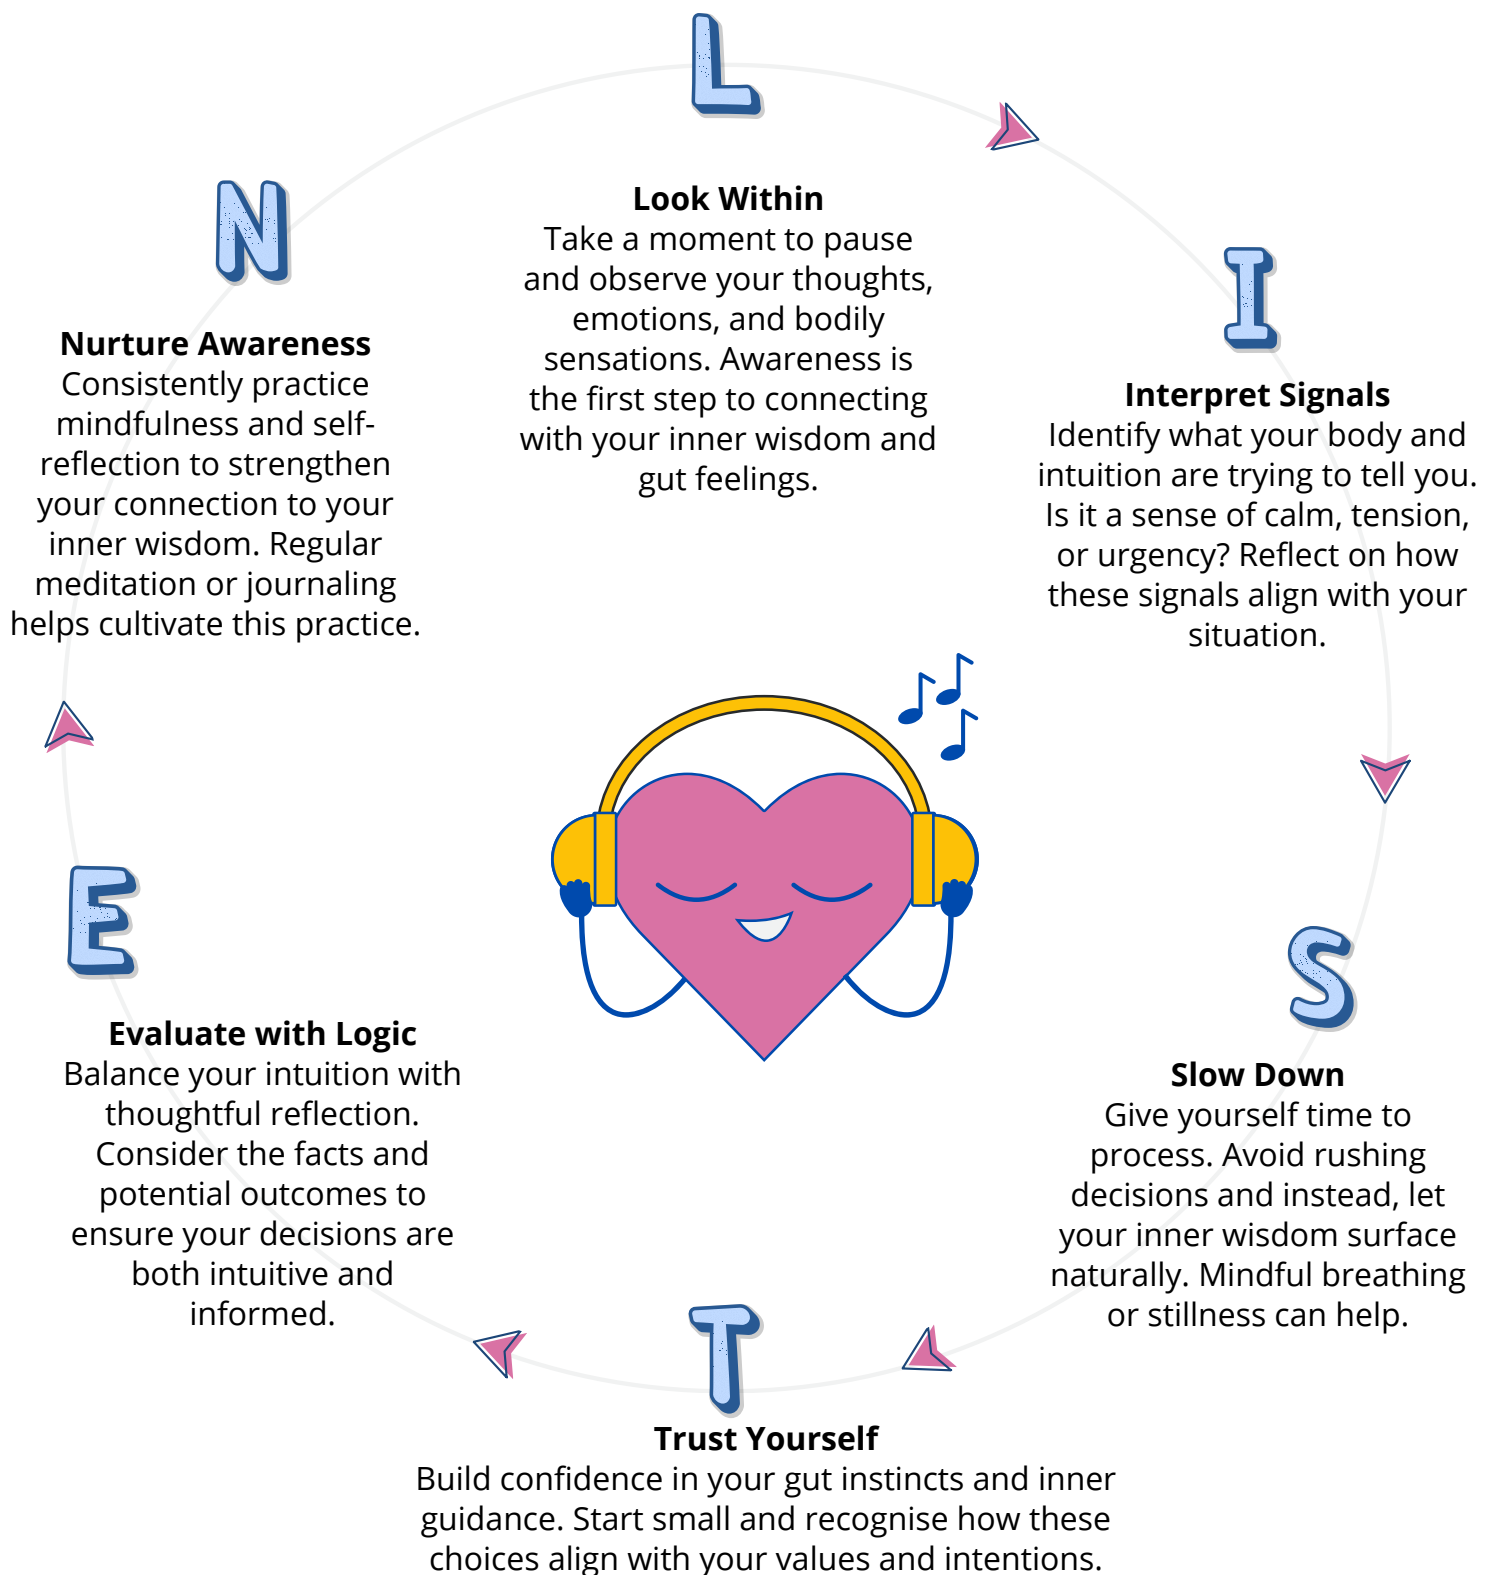 L
Look Within
Take a moment to pause
and observe your thoughts,
emotions, and bodily
sensations. Awareness is
the first step to connecting
with your inner wisdom and
gut feelings.
I
Interpret Signals
Identify what your body and
intuition are trying to tell you.
Is it a sense of calm, tension,
or urgency? Reflect on how
these signals align with your
situation.
S
Slow Down
Give yourself time to
process. Avoid rushing
decisions and instead, let
your inner wisdom surface
naturally. Mindful breathing
or stillness can help.
T
Trust Yourself
Build confidence in your gut instincts and inner
guidance. Start small and recognise how these
choices align with your values and intentions.
E
Evaluate with Logic
Balance your intuition with
thoughtful reflection.
Consider the facts and
potential outcomes to
ensure your decisions are
both intuitive and
informed.
N
Nurture Awareness
Consistently practice
mindfulness and self-
reflection to strengthen
your connection to your
inner wisdom. Regular
meditation or journaling
helps cultivate this practice.